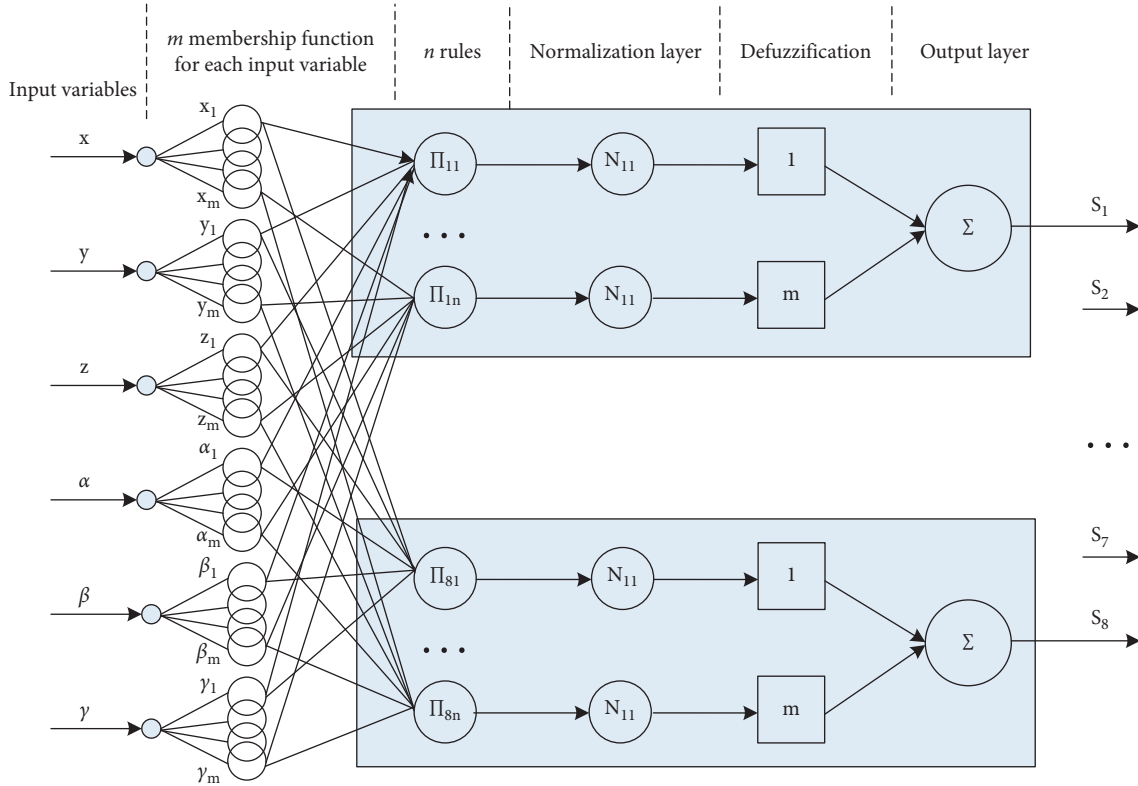 Input variables
m membership function
for each input variable
n rules
Normalization layer
Defuzzification
Output layer
x
x₁
xₘ
y
y₁
yₘ
z
z₁
zₘ
α
α₁
αₘ
β
β₁
βₘ
γ
γ₁
γₘ
Π₁₁
N₁₁
1
• • •
Σ
S₁
Π₁ₙ
N₁₁
m
S₂
• • •
Π₈₁
N₁₁
1
S₇
• • •
Σ
S₈
Π₈ₙ
N₁₁
m